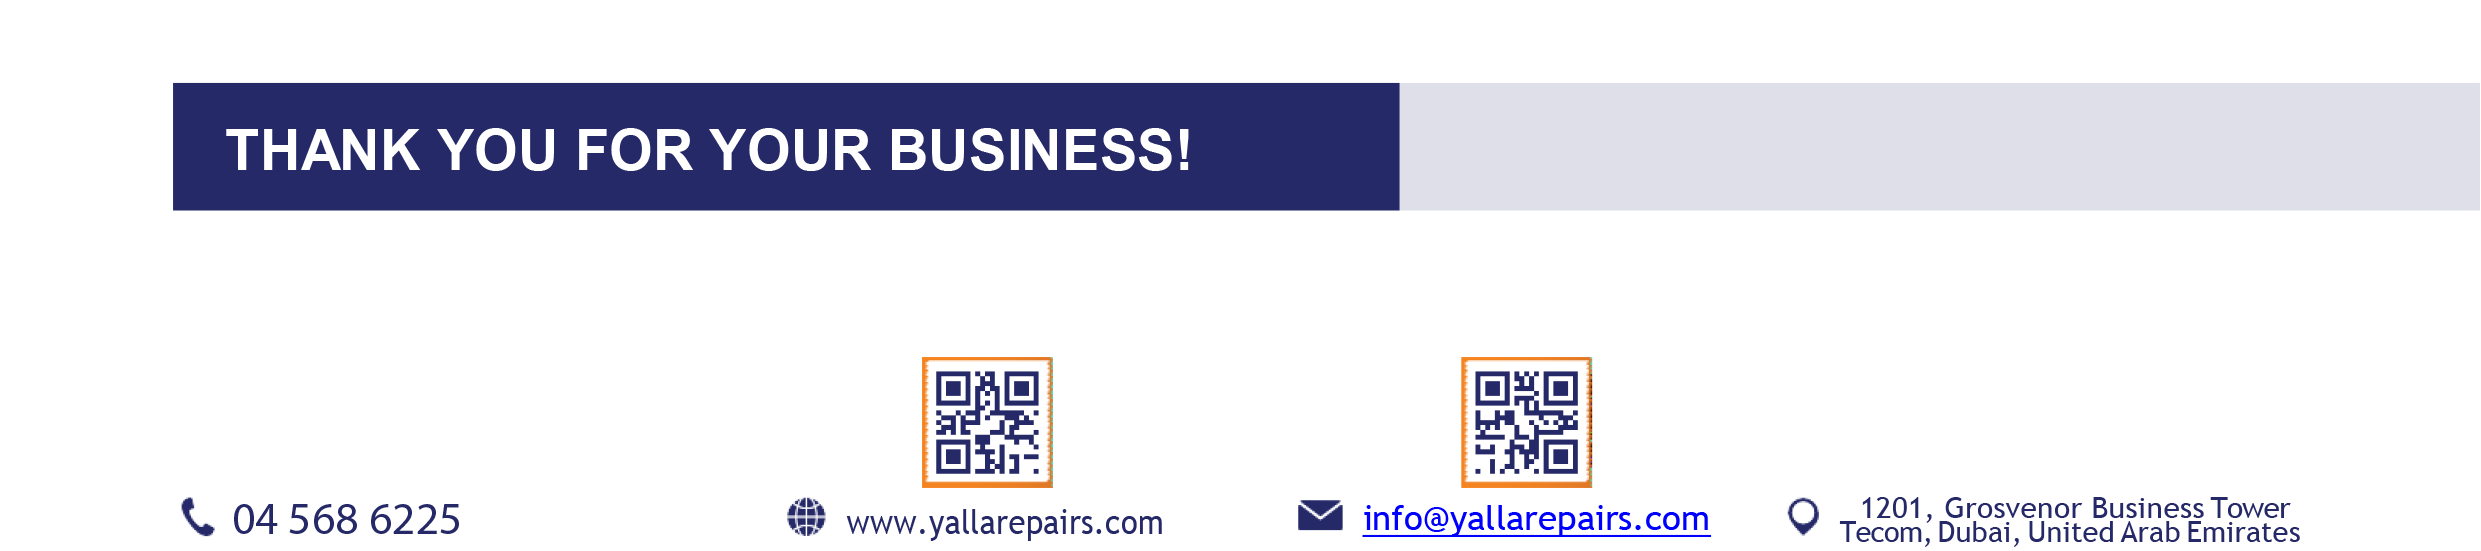 THANK YOU FOR YOUR BUSINESS!
04 568 6225
www.yallarepairs.com
info@yallarepairs.com
1201, Grosvenor Business Tower
Tecom, Dubai, United Arab Emirates